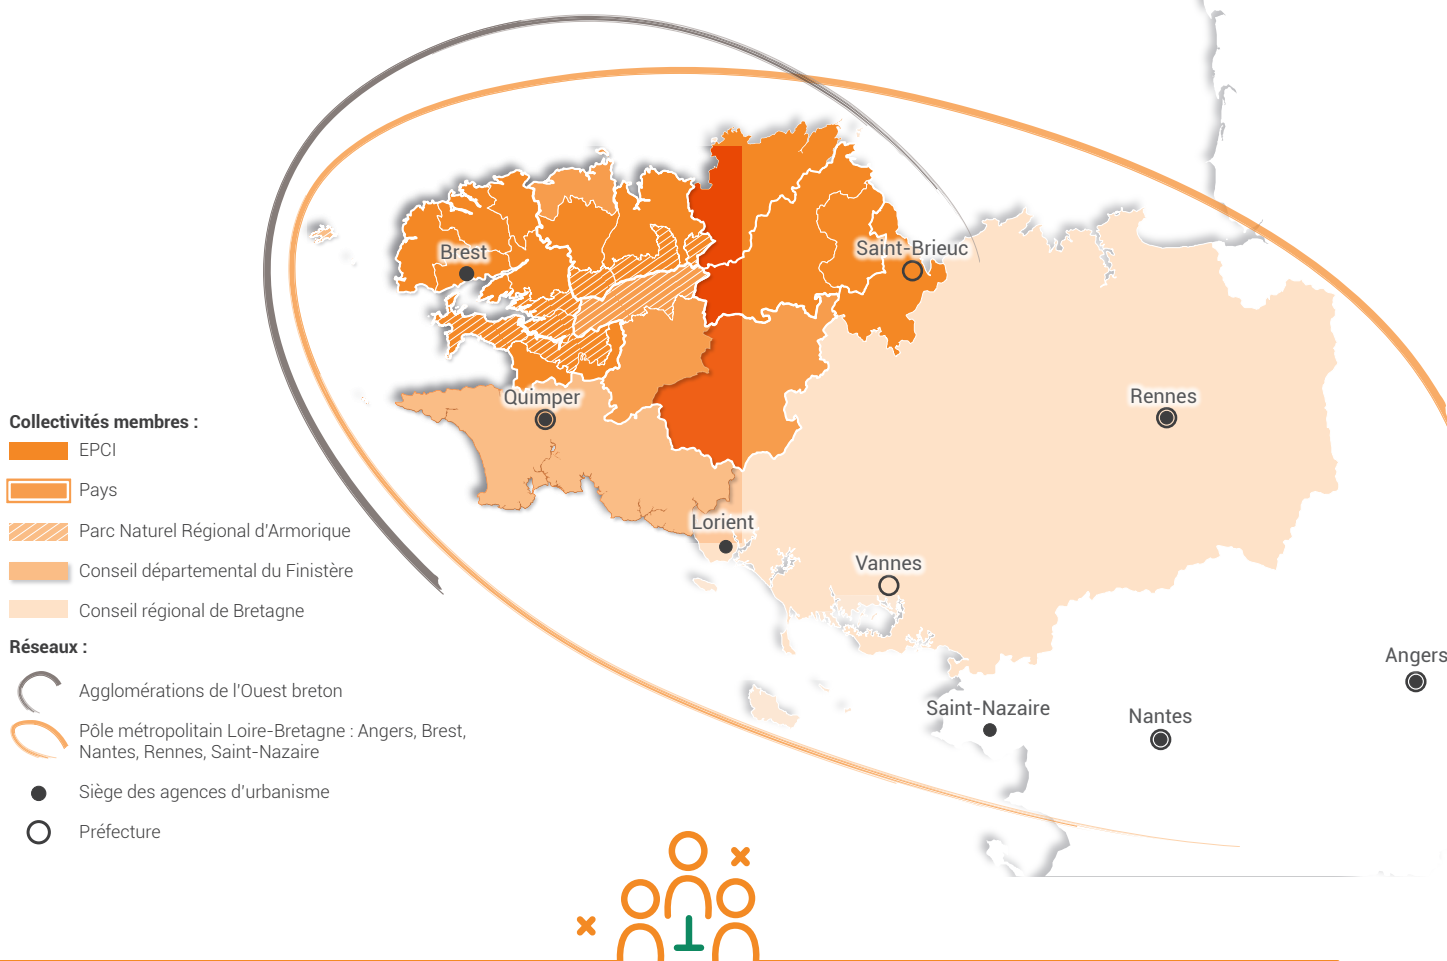 Brest
Saint-Brieuc
Quimper
Rennes
Lorient
Vannes
Angers
Saint-Nazaire
Nantes
Collectivités membres :
EPCI
Pays
Parc Naturel Régional d'Armorique
Conseil départemental du Finistère
Conseil régional de Bretagne
Réseaux :
Agglomérations de l'Ouest breton
Pôle métropolitain Loire-Bretagne : Angers, Brest,
Nantes, Rennes, Saint-Nazaire
Siège des agences d'urbanisme
Préfecture